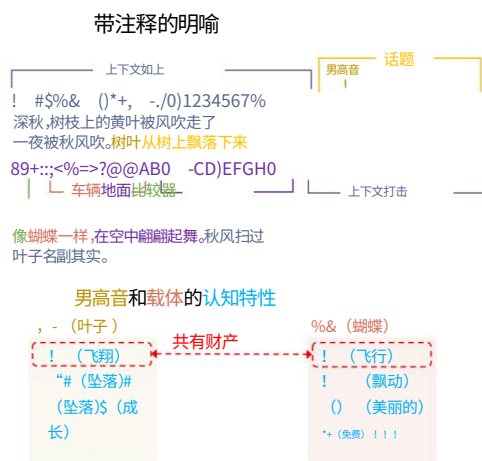 带注释的明喻
上下文如上
话题
男高音
! #$%& ()*+, -./0)1234567%
深秋,树枝上的黄叶被风吹走了
一夜被秋风吹。树叶从树上飘落下来
89+::;<%=>?@@AB0 -CD)EFGH0
车辆地面比较器
上下文打击
像蝴蝶一样,在空中翩翩起舞。秋风扫过
叶子名副其实。
男高音和载体的认知特性
, - （叶子 ）
%&（蝴蝶）
共有财产
! （飞翔）
“#（坠落)#
（坠落)$（成
长）
! （飞行）
! （飘动）
() （美丽的）
*+（免费）!!!